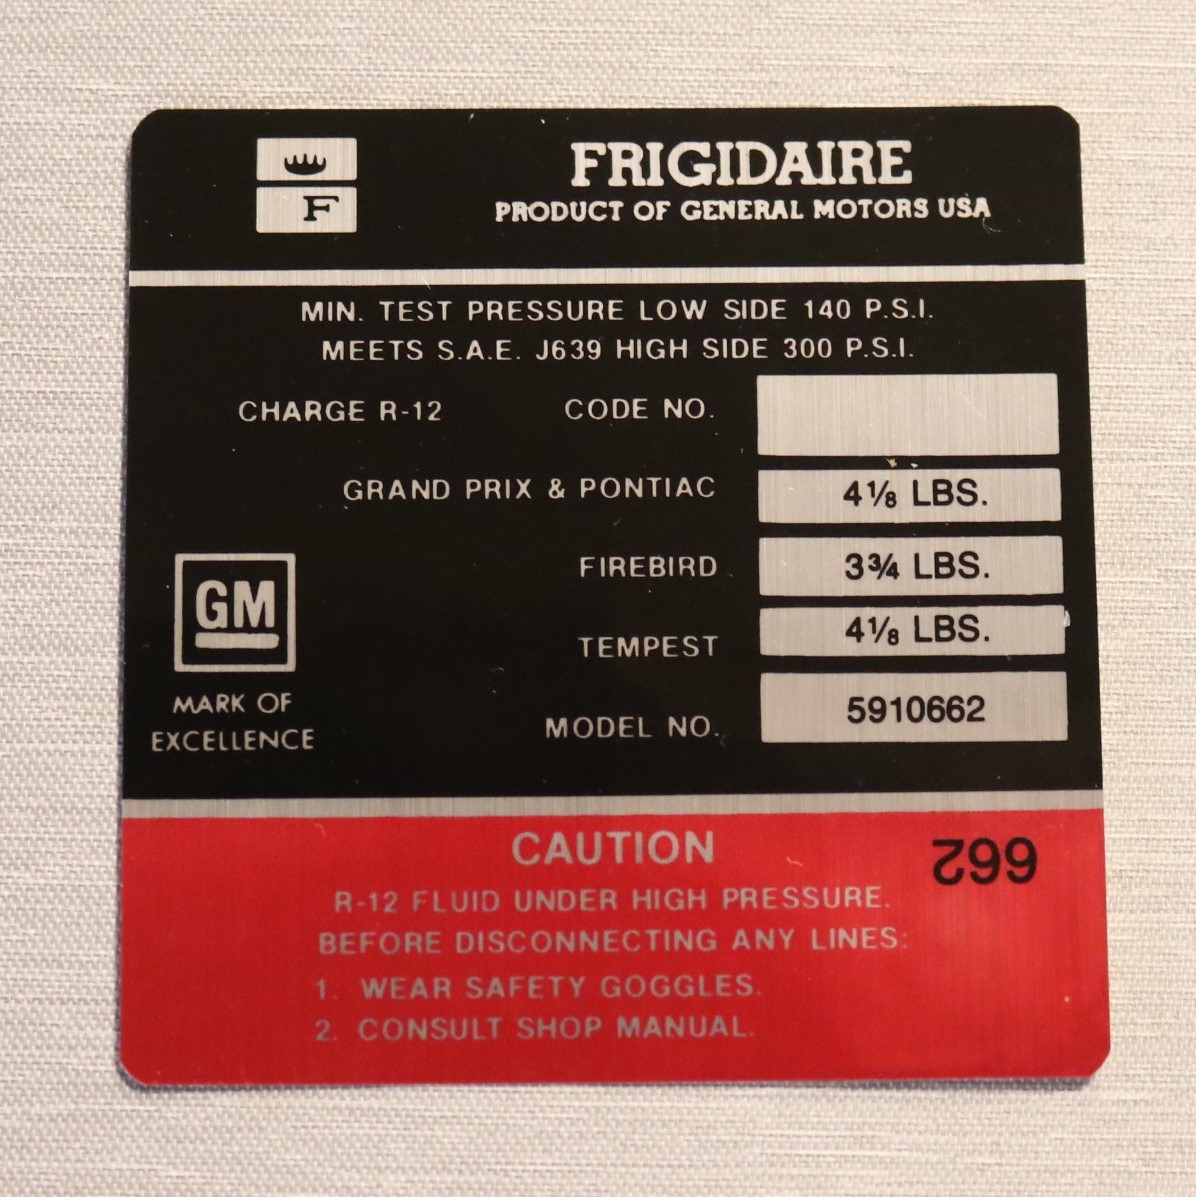 F
FRIGIDAIRE
PRODUCT OF GENERAL MOTORS USA
MIN. TEST PRESSURE LOW SIDE 140 P.S.I.
MEETS S.A.E. J639 HIGH SIDE 300 P.S.I.
CHARGE R-12 CODE NO.
GRAND PRIX & PONTIAC 4⅛ LBS.
FIREBIRD 3¾ LBS.
TEMPEST 4⅛ LBS.
MODEL NO. 5910662
GM
MARK OF
EXCELLENCE
CAUTION
662
R-12 FLUID UNDER HIGH PRESSURE.
BEFORE DISCONNECTING ANY LINES:
1. WEAR SAFETY GOGGLES.
2. CONSULT SHOP MANUAL.